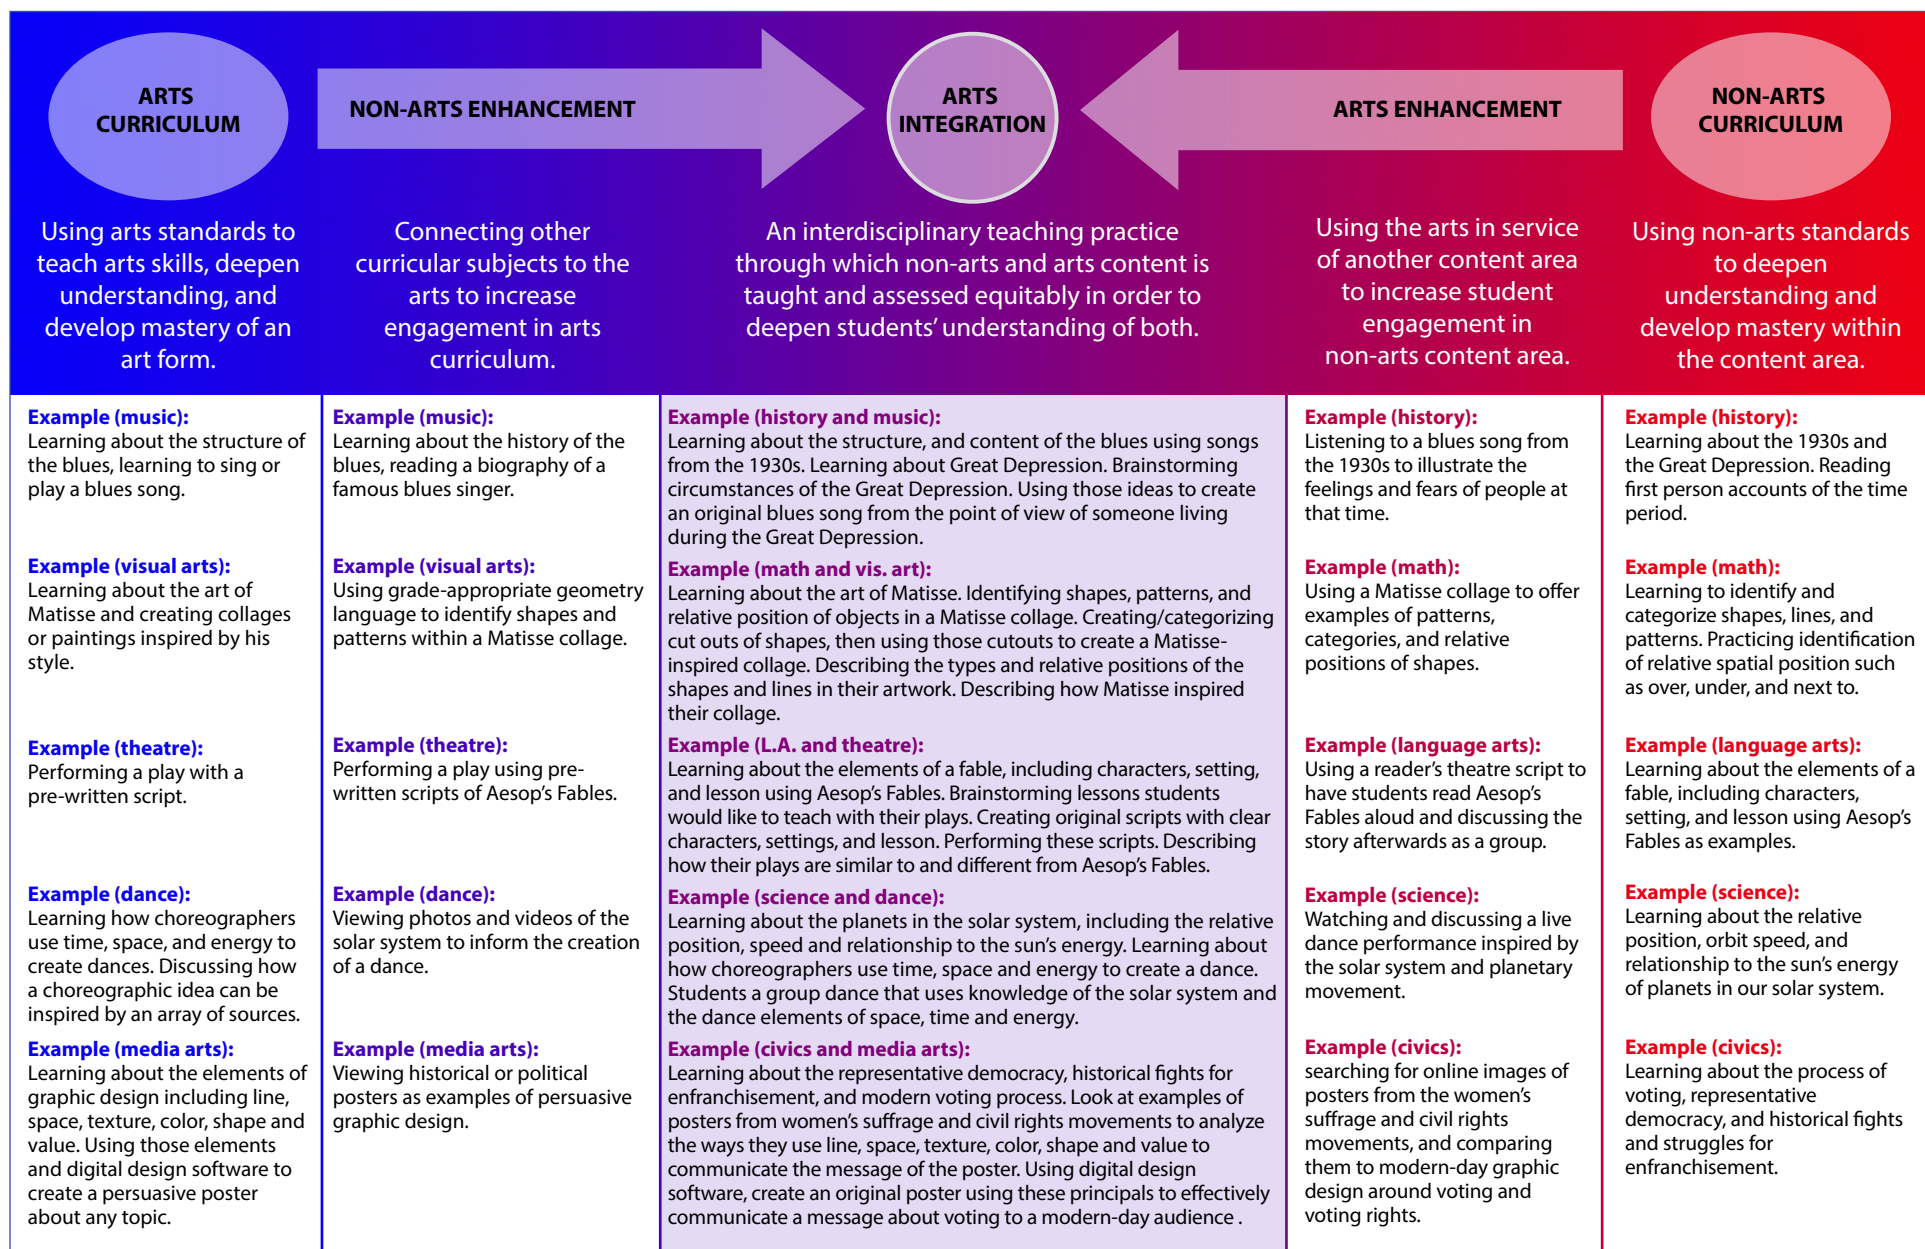 ARTS
CURRICULUM
NON-ARTS ENHANCEMENT
ARTS
INTEGRATION
ARTS ENHANCEMENT
NON-ARTS
CURRICULUM
Using arts standards to
teach arts skills, deepen
understanding, and
develop mastery of an
art form.
Connecting other
curricular subjects to the
arts to increase
engagement in arts
curriculum.
An interdisciplinary teaching practice
through which non-arts and arts content is
taught and assessed equitably in order to
deepen students’ understanding of both.
Using the arts in service
of another content area
to increase student
engagement in
non-arts content area.
Using non-arts standards
to deepen
understanding and
develop mastery within
the content area.
Example (music):
Learning about the structure of
the blues, learning to sing or
play a blues song.
Example (visual arts):
Learning about the art of
Matisse and creating collages
or paintings inspired by his
style.
Example (theatre):
Performing a play with a
pre-written script.
Example (dance):
Learning how choreographers
use time, space, and energy to
create dances. Discussing how
a choreographic idea can be
inspired by an array of sources.
Example (media arts):
Learning about the elements of
graphic design including line,
space, texture, color, shape and
value. Using those elements
and digital design software to
create a persuasive poster
about any topic.
Example (music):
Learning about the history of the
blues, reading a biography of a
famous blues singer.
Example (visual arts):
Using grade-appropriate geometry
language to identify shapes and
patterns within a Matisse collage.
Example (theatre):
Performing a play using pre-
written scripts of Aesop’s Fables.
Example (dance):
Viewing photos and videos of the
solar system to inform the creation
of a dance.
Example (media arts):
Viewing historical or political
posters as examples of persuasive
graphic design.
Example (history and music):
Learning about the structure, and content of the blues using songs
from the 1930s. Learning about Great Depression. Brainstorming
circumstances of the Great Depression. Using those ideas to create
an original blues song from the point of view of someone living
during the Great Depression.
Example (math and vis. art):
Learning about the art of Matisse. Identifying shapes, patterns, and
relative position of objects in a Matisse collage. Creating/categorizing
cut outs of shapes, then using those cutouts to create a Matisse-
inspired collage. Describing the types and relative positions of the
shapes and lines in their artwork. Describing how Matisse inspired
their collage.
Example (L.A. and theatre):
Learning about the elements of a fable, including characters, setting,
and lesson using Aesop’s Fables. Brainstorming lessons students
would like to teach with their plays. Creating original scripts with clear
characters, settings, and lesson. Performing these scripts. Describing
how their plays are similar to and different from Aesop’s Fables.
Example (science and dance):
Learning about the planets in the solar system, including the relative
position, speed and relationship to the sun’s energy. Learning about
how choreographers use time, space and energy to create a dance.
Students a group dance that uses knowledge of the solar system and
the dance elements of space, time and energy.
Example (civics and media arts):
Learning about the representative democracy, historical fights for
enfranchisement, and modern voting process. Look at examples of
posters from women’s suffrage and civil rights movements to analyze
the ways they use line, space, texture, color, shape and value to
communicate the message of the poster. Using digital design
software, create an original poster using these principals to effectively
communicate a message about voting to a modern-day audience .
Example (history):
Listening to a blues song from
the 1930s to illustrate the
feelings and fears of people at
that time.
Example (math):
Using a Matisse collage to offer
examples of patterns,
categories, and relative
positions of shapes.
Example (language arts):
Using a reader’s theatre script to
have students read Aesop’s
Fables aloud and discussing the
story afterwards as a group.
Example (science):
Watching and discussing a live
dance performance inspired by
the solar system and planetary
movement.
Example (civics):
searching for online images of
posters from the women’s
suffrage and civil rights
movements, and comparing
them to modern-day graphic
design around voting and
voting rights.
Example (history):
Learning about the 1930s and
the Great Depression. Reading
first person accounts of the time
period.
Example (math):
Learning to identify and
categorize shapes, lines, and
patterns. Practicing identification
of relative spatial position such
as over, under, and next to.
Example (language arts):
Learning about the elements of a
fable, including characters,
setting, and lesson using Aesop’s
Fables as examples.
Example (science):
Learning about the relative
position, orbit speed, and
relationship to the sun’s energy
of planets in our solar system.
Example (civics):
Learning about the process of
voting, representative
democracy, and historical fights
and struggles for
enfranchisement.